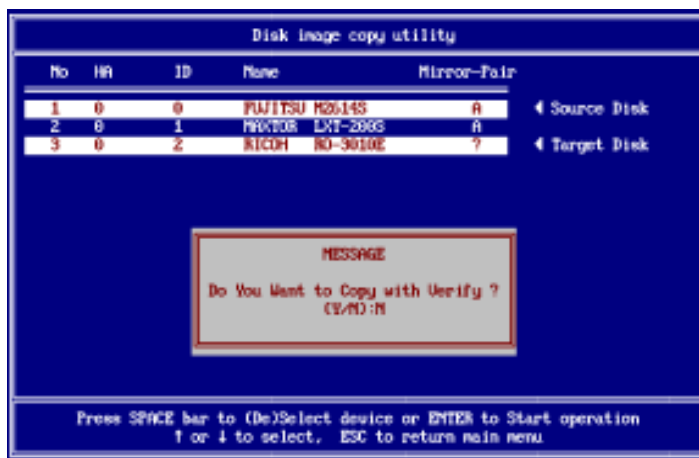 Disk image copy utility
No HA ID Name Mirror-Pair
1 0 0 FUJITSU M2614S A ◄ Source Disk
2 0 1 MAXTOR LXT-200S A
3 0 2 RICOH RO-3010E ? ◄ Target Disk
MESSAGE
Do You Want to Copy with Verify ?
(Y/N):N
Press SPACE bar to (De)Select device or ENTER to Start operation
↑ or ↓ to select, ESC to return main menu